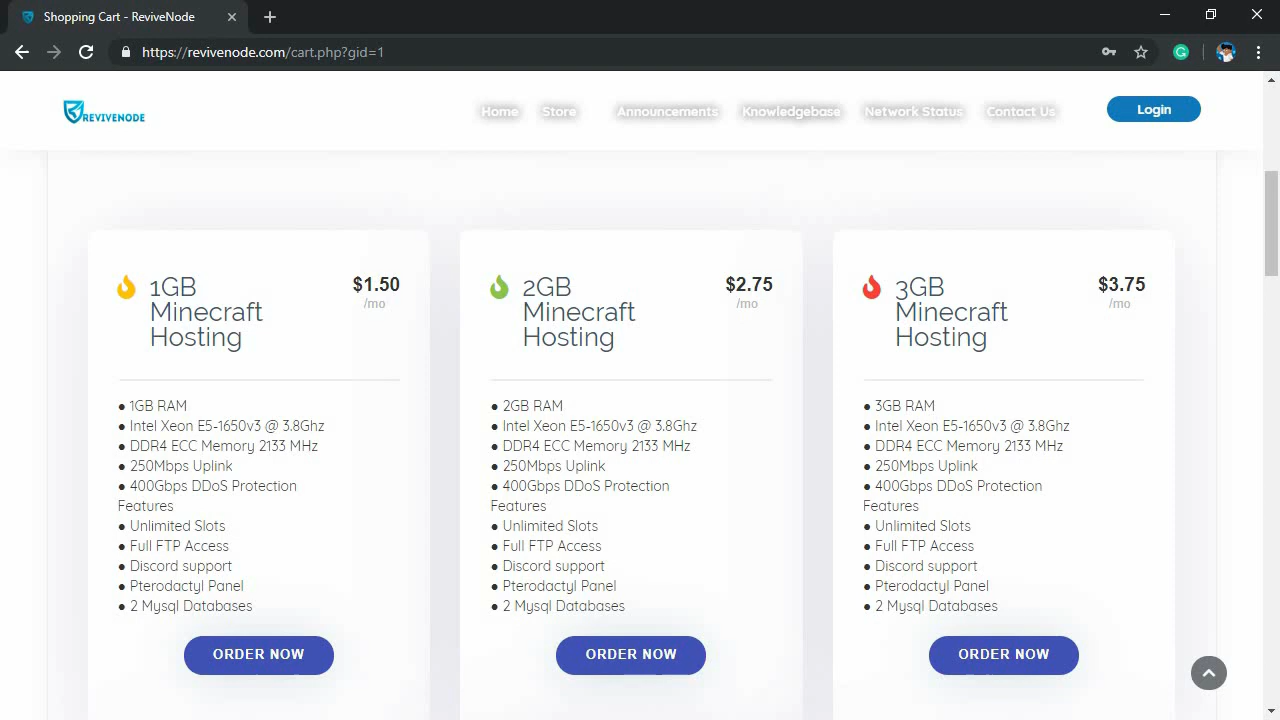 Shopping Cart - ReviveNode
https://revivenode.com/cart.php?gid=1
REVIVENODE
Home Store Announcements Knowledgebase Network Status Contact Us Login
1GB Minecraft Hosting
$1.50
/mo
● 1GB RAM
● Intel Xeon E5-1650v3 @ 3.8Ghz
● DDR4 ECC Memory 2133 MHz
● 250Mbps Uplink
● 400Gbps DDoS Protection
Features
● Unlimited Slots
● Full FTP Access
● Discord support
● Pterodactyl Panel
● 2 Mysql Databases
ORDER NOW
2GB Minecraft Hosting
$2.75
/mo
● 2GB RAM
● Intel Xeon E5-1650v3 @ 3.8Ghz
● DDR4 ECC Memory 2133 MHz
● 250Mbps Uplink
● 400Gbps DDoS Protection
Features
● Unlimited Slots
● Full FTP Access
● Discord support
● Pterodactyl Panel
● 2 Mysql Databases
ORDER NOW
3GB Minecraft Hosting
$3.75
/mo
● 3GB RAM
● Intel Xeon E5-1650v3 @ 3.8Ghz
● DDR4 ECC Memory 2133 MHz
● 250Mbps Uplink
● 400Gbps DDoS Protection
Features
● Unlimited Slots
● Full FTP Access
● Discord support
● Pterodactyl Panel
● 2 Mysql Databases
ORDER NOW